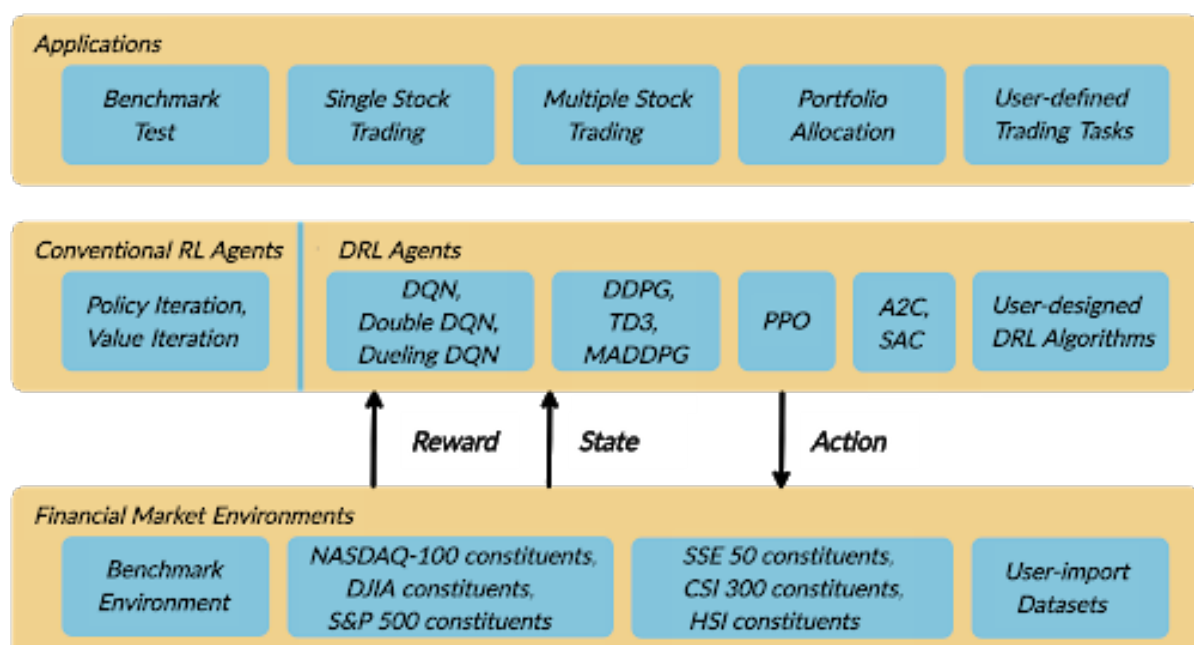 Applications
Benchmark
Test
Single Stock
Trading
Multiple Stock
Trading
Portfolio
Allocation
User-defined
Trading Tasks
Conventional RL Agents
Policy Iteration,
Value Iteration
DRL Agents
DQN,
Double DQN,
Dueling DQN
DDPG,
TD3,
MADDPG
PPO
A2C,
SAC
User-designed
DRL Algorithms
Reward
State
Action
Financial Market Environments
Benchmark
Environment
NASDAQ-100 constituents,
DJIA constituents,
S&P 500 constituents
SSE 50 constituents,
CSI 300 constituents,
HSI constituents
User-import
Datasets